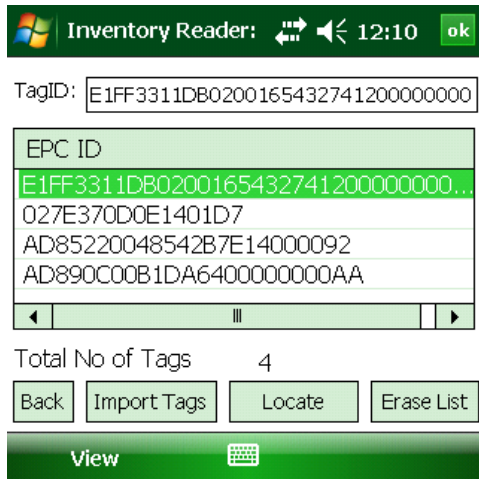 Inventory Reader: 12:10 ok
TagID: E1FF3311DB0200165432741200000000
EPC ID
E1FF3311DB0200165432741200000000...
027E370D0E1401D7
AD85220048542B7E14000092
AD890C00B1DA6400000000AA
Total No of Tags 4
Back Import Tags Locate Erase List
View